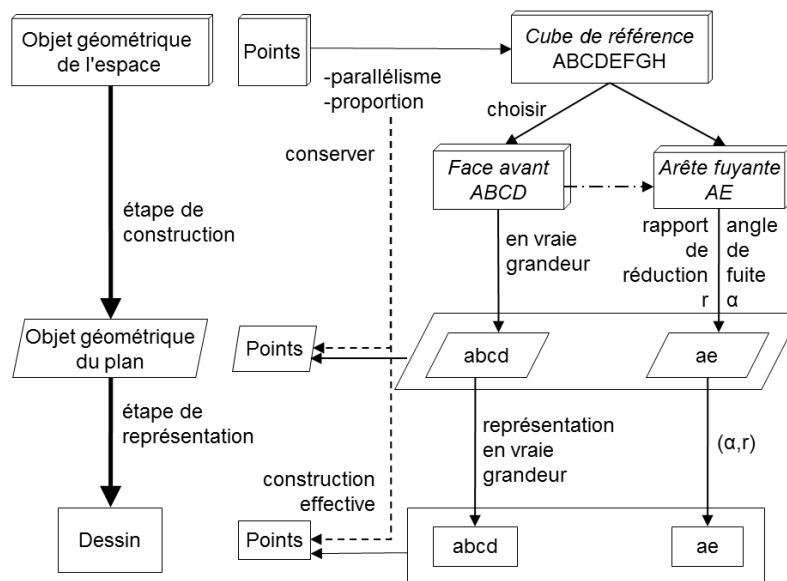 Objet géométrique
de l'espace
Points
Cube de référence
ABCDEFGH
-parallélisme
-proportion
choisir
conserver
Face avant
ABCD
Arête fuyante
AE
étape de
construction
en vraie
grandeur
rapport
de
réduction
r
angle
de
fuite
α
Objet géométrique
du plan
Points
abcd
ae
étape de
représentation
représentation
en vraie
grandeur
(α,r)
construction
effective
Dessin
Points
abcd
ae